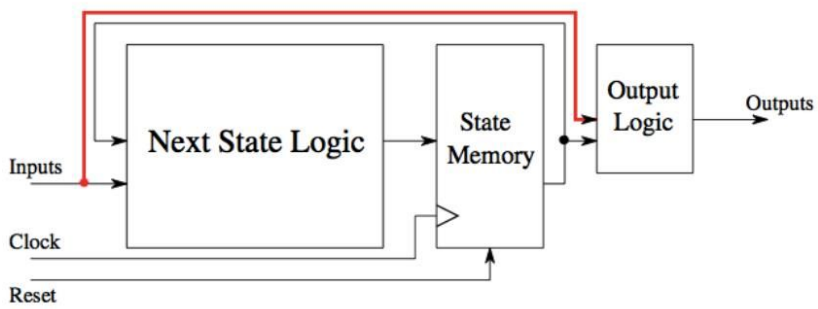 Next State Logic
State
Memory
Output
Logic
Outputs
Inputs
Clock
Reset